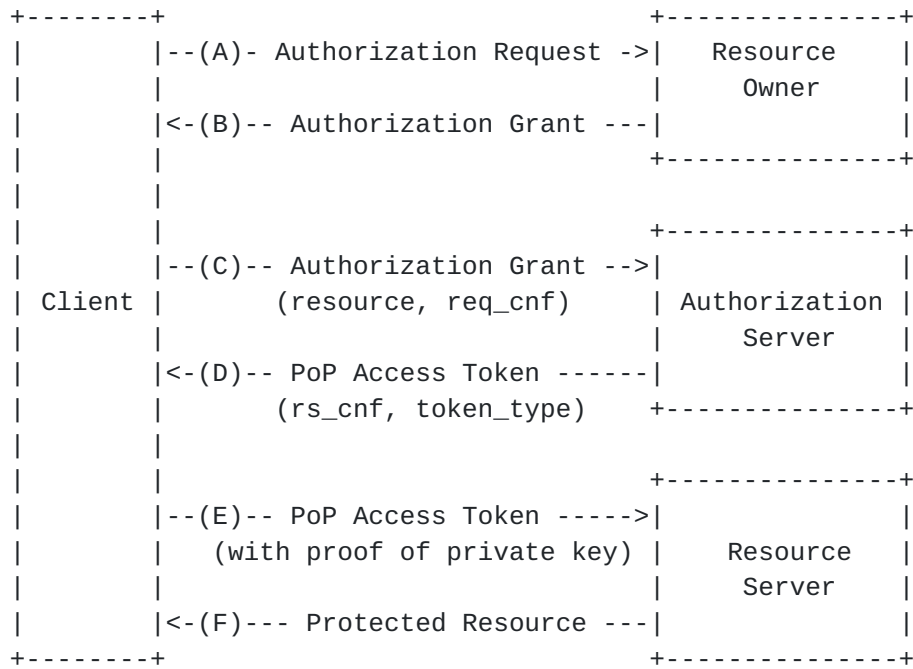 +--------+                               +---------------+
|        |--(A)- Authorization Request ->|   Resource    |
|        |                               |     Owner     |
|        |<-(B)-- Authorization Grant ---|               |
|        |                               +---------------+
|        |
|        |                               +---------------+
|        |--(C)-- Authorization Grant -->|               |
| Client |       (resource, req_cnf)     | Authorization |
|        |                               |     Server    |
|        |<-(D)-- PoP Access Token ------|               |
|        |       (rs_cnf, token_type)    +---------------+
|        |
|        |                               +---------------+
|        |--(E)-- PoP Access Token ----->|               |
|        |   (with proof of private key) |    Resource   |
|        |                               |     Server    |
|        |<-(F)--- Protected Resource ---|               |
+--------+                               +---------------+